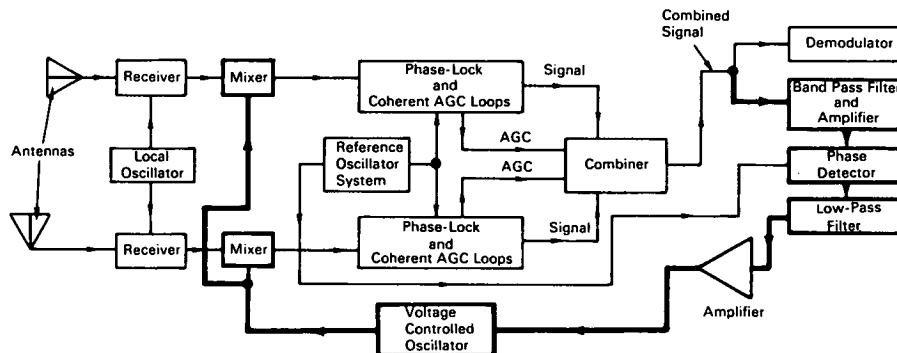 Combined
Signal
Demodulator
Receiver
Mixer
Phase-Lock
and
Coherent AGC Loops
Signal
Band Pass Filter
and
Amplifier
Antennas
Local
Oscillator
Reference
Oscillator
System
AGC
AGC
Combiner
Phase
Detector
Receiver
Mixer
Phase-Lock
and
Coherent AGC Loops
Signal
Low-Pass
Filter
Amplifier
Voltage
Controlled
Oscillator